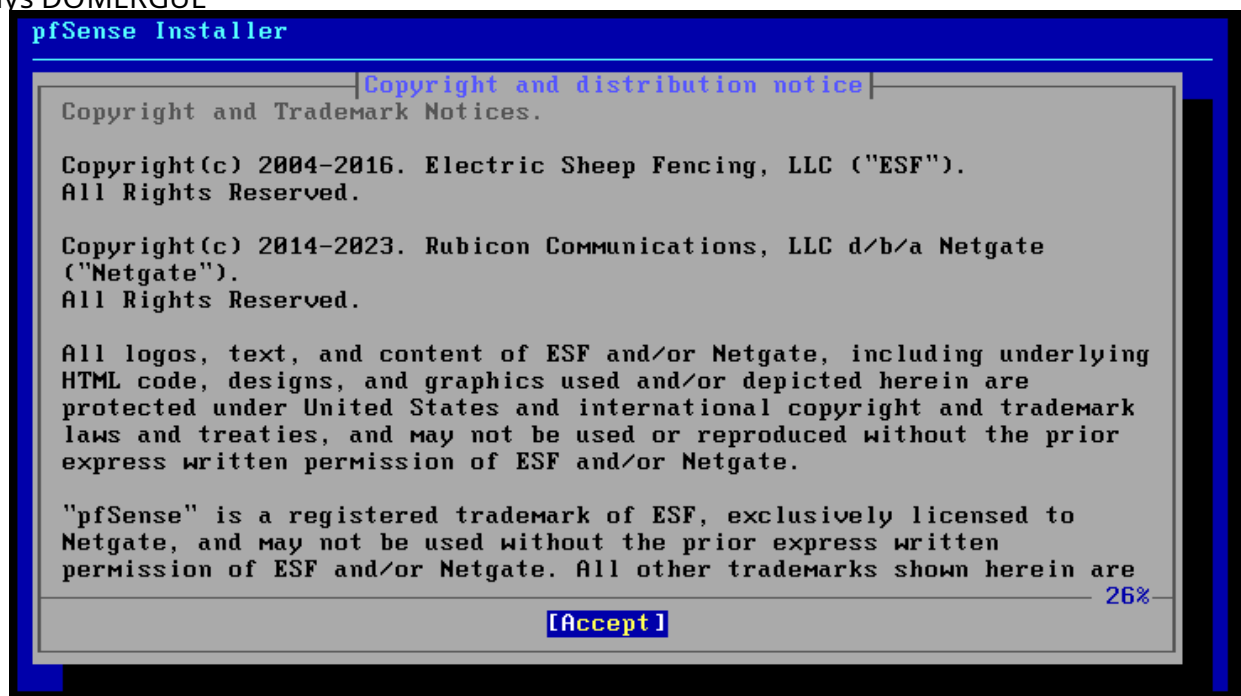 DOMERGUE
pfSense Installer
Copyright and distribution notice
Copyright and Trademark Notices.
Copyright(c) 2004-2016. Electric Sheep Fencing, LLC ("ESF").
All Rights Reserved.
Copyright(c) 2014-2023. Rubicon Communications, LLC d/b/a Netgate
("Netgate").
All Rights Reserved.
All logos, text, and content of ESF and/or Netgate, including underlying
HTML code, designs, and graphics used and/or depicted herein are
protected under United States and international copyright and trademark
laws and treaties, and may not be used or reproduced without the prior
express written permission of ESF and/or Netgate.
"pfSense" is a registered trademark of ESF, exclusively licensed to
Netgate, and may not be used without the prior express written
permission of ESF and/or Netgate. All other trademarks shown herein are
26%
[Accept]